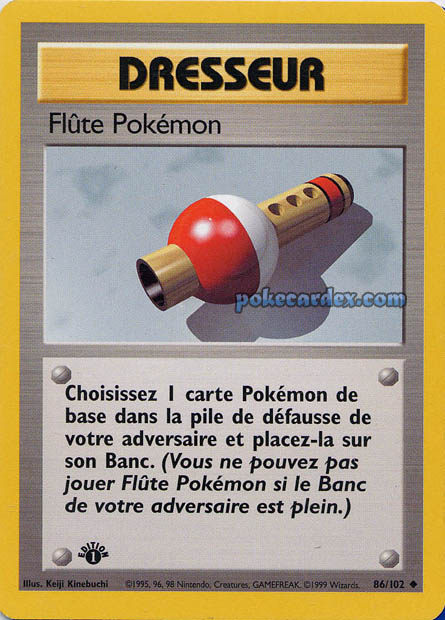 DRESSEUR
Flûte Pokémon
pokecardex.com
Choisissez 1 carte Pokémon de
base dans la pile de défausse de
votre adversaire et placez-la sur
son Banc. (Vous ne pouvez pas
jouer Flûte Pokémon si le Banc
de votre adversaire est plein.)
EDITION
1
Illus. Keiji Kinebuchi ©1995, 96, 98 Nintendo, Creatures, GAMEFREAK. ©1999 Wizards. 86/102 ◆